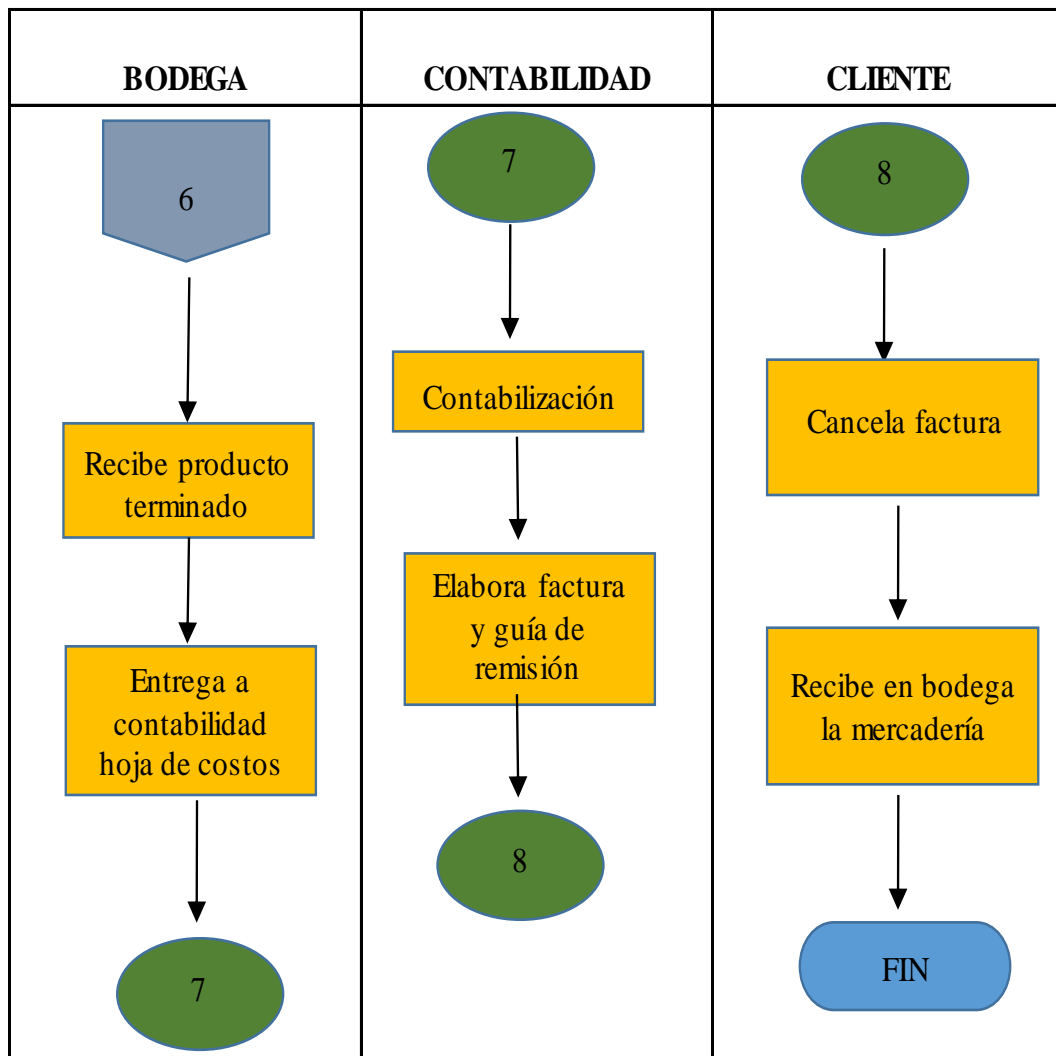 BODEGA
CONTABILIDAD
CLIENTE
6
Recibe producto
terminado
Entrega a
contabilidad
hoja de costos
7
7
Contabilización
Elabora factura
y guía de
remisión
8
8
Cancela factura
Recibe en bodega
la mercadería
FIN